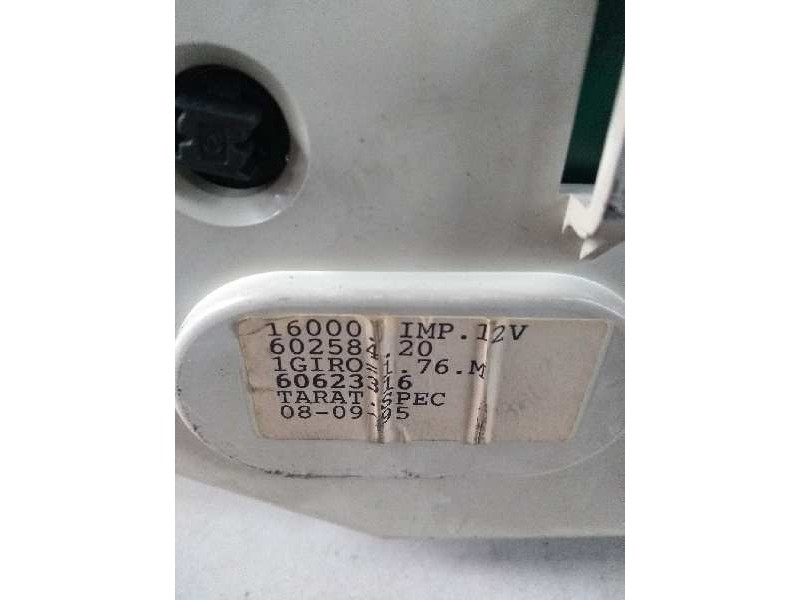 16000. IMP.12V
602584.20
1GIRO=1.76.M
60623316
TARAT.SPEC
08-09-95